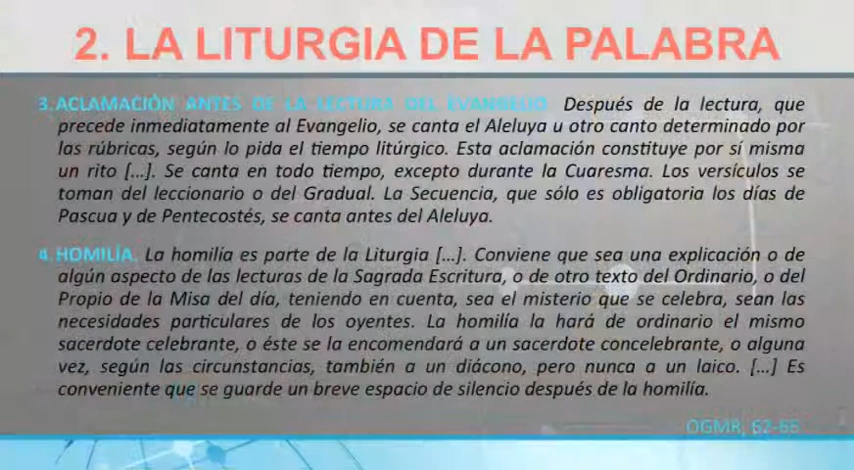 2. LA LITURGIA DE LA PALABRA
3. ACLAMACIÓN ANTES DE LA LECTURA DEL EVANGELIO. Después de la lectura, que
precede inmediatamente al Evangelio, se canta el Aleluya u otro canto determinado por
las rúbricas, según lo pida el tiempo litúrgico. Esta aclamación constituye por sí misma
un rito [...]. Se canta en todo tiempo, excepto durante la Cuaresma. Los versículos se
toman del leccionario o del Gradual. La Secuencia, que sólo es obligatoria los días de
Pascua y de Pentecostés, se canta antes del Aleluya.
4. HOMILÍA. La homilía es parte de la Liturgia [...]. Conviene que sea una explicación o de
algún aspecto de las lecturas de la Sagrada Escritura, o de otro texto del Ordinario, o del
Propio de la Misa del día, teniendo en cuenta, sea el misterio que se celebra, sean las
necesidades particulares de los oyentes. La homilía la hará de ordinario el mismo
sacerdote celebrante, o éste se la encomendará a un sacerdote concelebrante, o alguna
vez, según las circunstancias, también a un diácono, pero nunca a un laico. [...] Es
conveniente que se guarde un breve espacio de silencio después de la homilía.
OGMR, 62-66